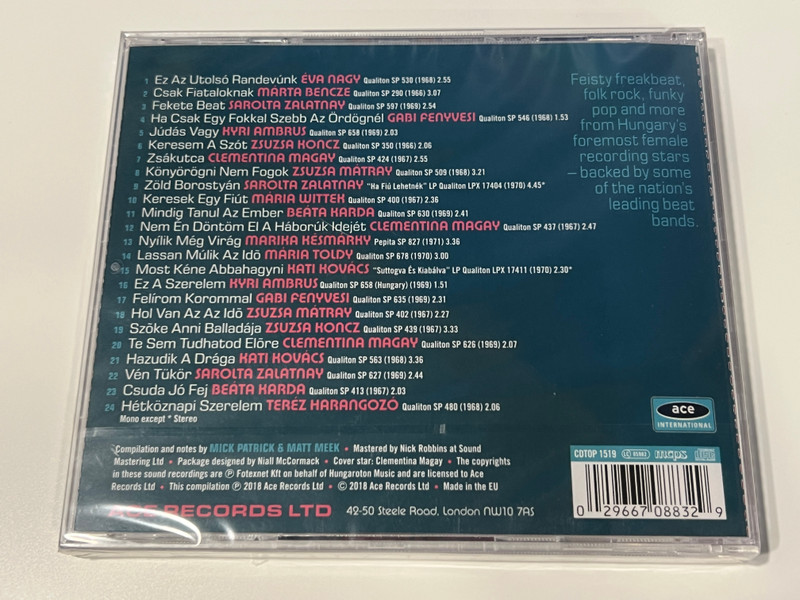 1 Ez Az Utolsó Randevúnk ÉVA NAGY Qualiton SP 530 (1968) 2.55
2 Csak Fiataloknak MÁRTA BENCZE Qualiton SP 290 (1966) 3.07
3 Fekete Beat SAROLTA ZALATNAY Qualiton SP 597 (1969) 2.54
4 Ha Csak Egy Fokkal Szebb Az Ördögnél GABI FENYVESI Qualiton SP 546 (1968) 1.53
5 Júdás Vagy KYRI AMBRUS Qualiton SP 658 (1969) 2.03
6 Keresem A Szót ZSUZSA KONCZ Qualiton SP 350 (1966) 2.06
7 Zsákutca CLEMENTINA MAGAY Qualiton SP 424 (1967) 2.55
8 Könyörögni Nem Fogok ZSUZSA MÁTRAY Qualiton SP 509 (1968) 3.21
9 Zöld Borostyán SAROLTA ZALATNAY "Ha Fiú Lehetnék" LP Qualiton LPX 17404 (1970) 4.45*
10 Keresek Egy Fiút MARIA WITTEK Qualiton SP 400 (1967) 2.36
11 Mindig Tanul Az Ember BEÁTA KARDA Qualiton SP 630 (1969) 2.41
12 Nem Én Döntöm El A Háborúk Idejét CLEMENTINA MAGAY Qualiton SP 437 (1967) 2.47
13 Nyílik Még Virág MARIKA KÉSMÁRKY Pepita SP 827 (1971) 3.36
14 Lassan Múlik Az Idő MARIA TOLDY Qualiton SP 678 (1970) 3.00
15 Most Kéne Abbahagyni KATI KOVÁCS "Suttogva És Kiabálva" LP Qualiton LPX 17411 (1970) 2.30*
16 Ez A Szerelem KYRI AMBRUS Qualiton SP 658 (Hungary) (1969) 1.51
17 Felírom Korommal GABI FENYVESI Qualiton SP 635 (1969) 2.31
18 Hol Van Az Az Idő ZSUZSA MÁTRAY Qualiton SP 402 (1967) 2.27
19 Szőke Anni Balladája ZSUZSA KONCZ Qualiton SP 439 (1967) 3.33
20 Te Sem Tudhatod Előre CLEMENTINA MAGAY Qualiton SP 626 (1969) 2.07
21 Hazudik A Drága KATI KOVÁCS Qualiton SP 563 (1968) 3.36
22 Vén Tükör SAROLTA ZALATNAY Qualiton SP 627 (1969) 2.44
23 Csuda Jó Fej BEÁTA KARDA Qualiton SP 413 (1967) 2.03
24 Hétköznapi Szerelem TERÉZ HARANGOZÓ Qualiton SP 480 (1968) 2.06
Mono except * Stereo
Feisty freakbeat,
folk rock, funky
pop and more
from Hungary's
foremost female
recording stars
– backed by some
of the nation's
leading beat
bands.
ace
INTERNATIONAL
Compilation and notes by MICK PATRICK & MATT MEEK • Mastered by Nick Robbins at Sound
Mastering Ltd • Package designed by Niall McCormack • Cover star: Clementina Magay • The copyrights
in these sound recordings are ℗ Fotexnet Kft on behalf of Hungaroton Music and are licensed to Ace
Records Ltd • This compilation ℗ 2018 Ace Records Ltd • © 2018 Ace Records Ltd • Made in the EU
ACE RECORDS LTD 42-50 Steele Road, London NW10 7AS
CDTOP 1519 mcps
0 29667 08832 9